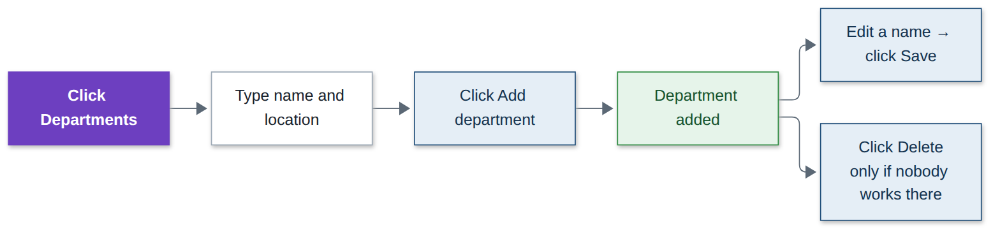 Click
Departments
Type name and
location
Click Add
department
Department
added
Edit a name →
click Save
Click Delete
only if nobody
works there